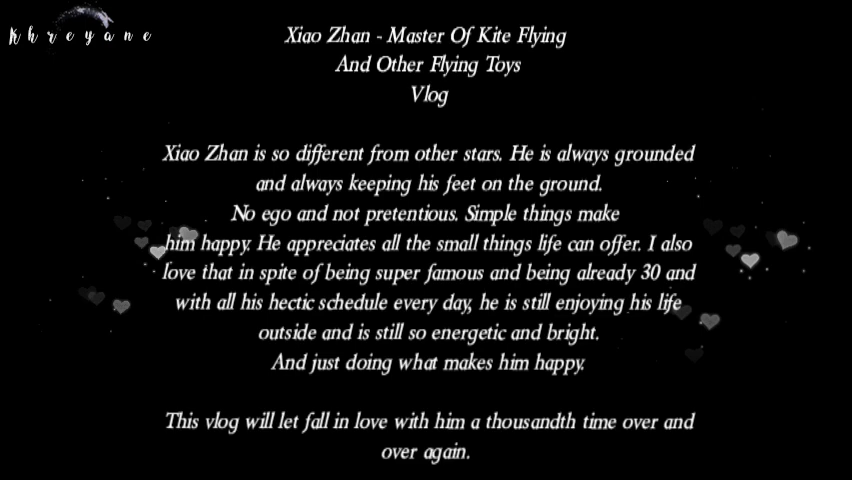 Khreyane
Xiao Zhan - Master Of Kite Flying
And Other Flying Toys
Vlog
Xiao Zhan is so different from other stars. He is always grounded
and always keeping his feet on the ground.
No ego and not pretentious. Simple things make
him happy. He appreciates all the small things life can offer. I also
love that in spite of being super famous and being already 30 and
with all his hectic schedule every day, he is still enjoying his life
outside and is still so energetic and bright.
And just doing what makes him happy.
This vlog will let fall in love with him a thousandth time over and
over again.